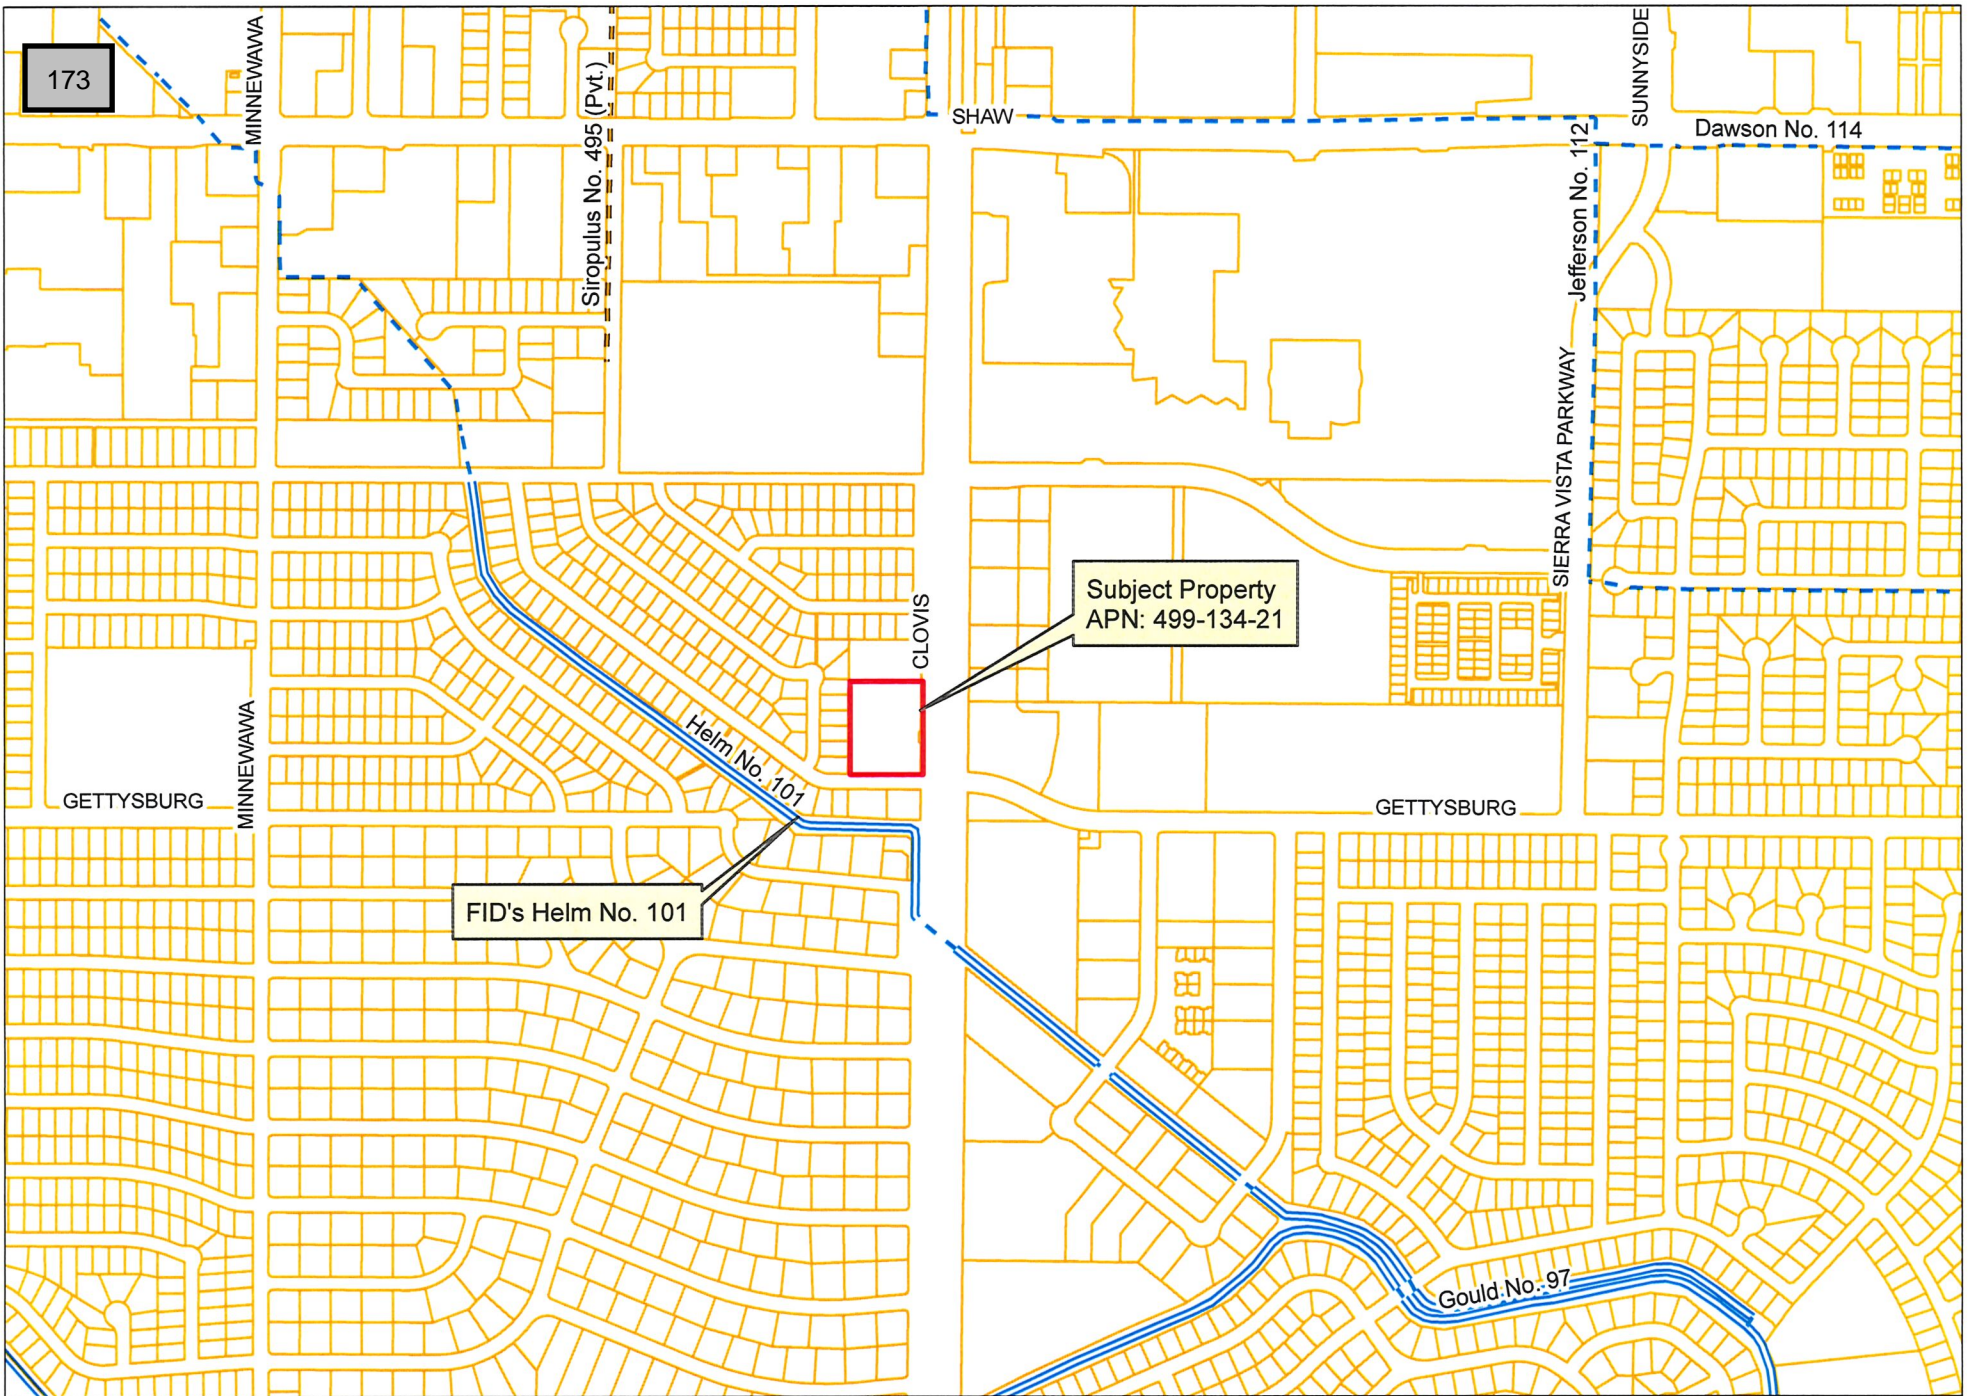 173
MINNEWAWA
Siropulus No. 495 (Pvt.)
SHAW
SUNNYSIDE
Dawson No. 114
Jefferson No. 112
SIERRA VISTA PARKWAY
Subject Property
APN: 499-134-21
CLOVIS
MINNEWAWA
Helm No. 101
GETTYSBURG
GETTYSBURG
FID's Helm No. 101
Gould No. 97